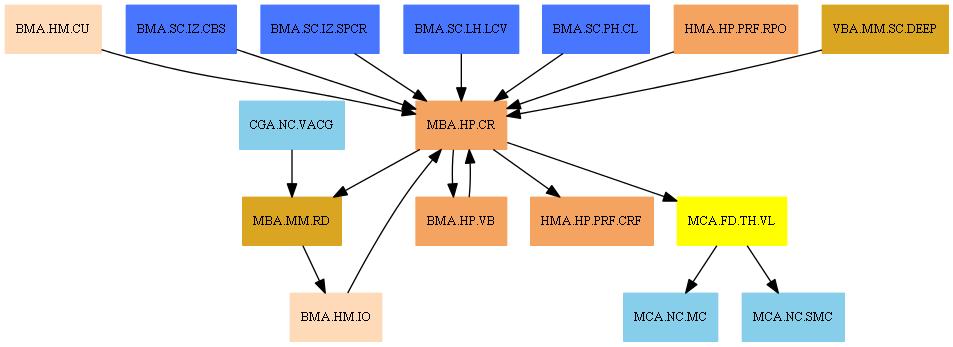 BMA.HM.CU
BMA.SC.IZ.CBS
BMA.SC.IZ.SPCR
BMA.SC.LH.LCV
BMA.SC.PH.CL
HMA.HP.PRF.RPO
VBA.MM.SC.DEEP
CGA.NC.VACG
MBA.HP.CR
MBA.MM.RD
BMA.HP.VB
HMA.HP.PRF.CRF
MCA.FD.TH.VL
BMA.HM.IO
MCA.NC.MC
MCA.NC.SMC